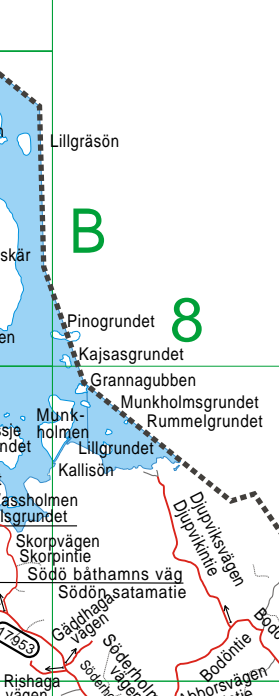 Lillgräsön
B
skär
Pinogrundet
8
Kajsasgrundet
Grannagubben
Munkholmsgrundet
Munk-
holmen
Rummelgrundet
Lillgrundet
Kallisön
Djupviksvägen
Djupvikintie
Skorpvägen
Skorpintie
Södö båthamns väg
Södön satamatie
17953
Gäddhaga
vägen
Rishaga
vägen
Bodöntie